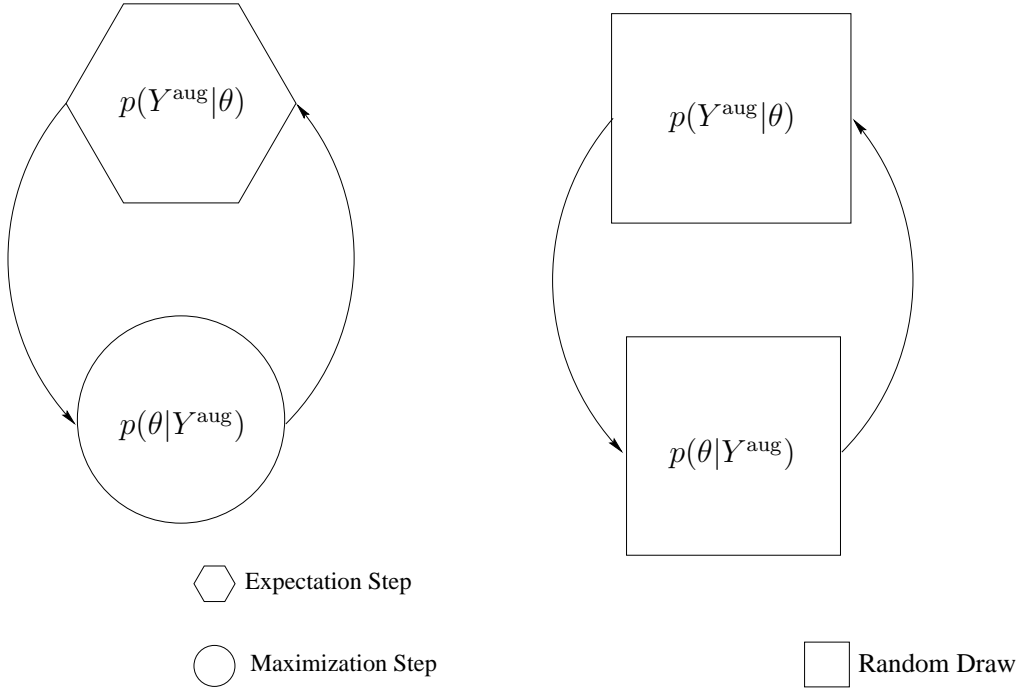 p(Y^aug|θ)
p(Y^aug|θ)
p(θ|Y^aug)
p(θ|Y^aug)
Expectation Step
Maximization Step
Random Draw